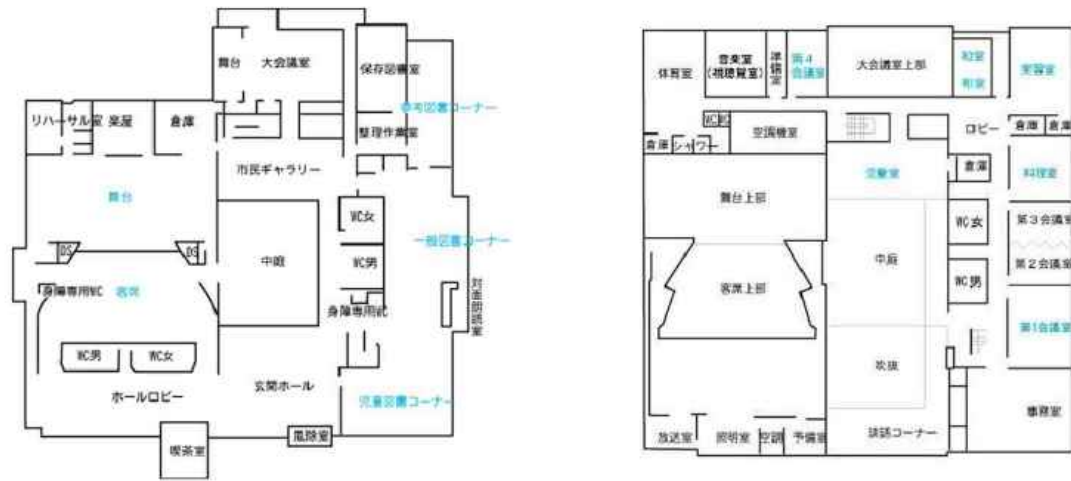 舞台
大会議室
保存図書室
参考図書コーナー
整理作業室
リハーサル室
楽屋
倉庫
市民ギャラリー
舞台
WC女
一般図書コーナー
DS
DS
中庭
WC男
身障専用WC
客席
対面朗読室
身障専用WC
WC男
WC女
ホールロビー
玄関ホール
児童図書コーナー
風除室
喫茶室
体育室
音楽室
(視聴覚室)
準備室
第4
会議室
大会議室上部
和室
和室
実習室
WC
ロビー
倉庫
倉庫
倉庫
シャワー
空調機室
児童室
倉庫
料理室
舞台上部
WC女
第3会議室
中庭
第2会議室
客席上部
WC男
第1会議室
吹抜
事務室
放送室
照明室
空調
予備室
談話コーナー